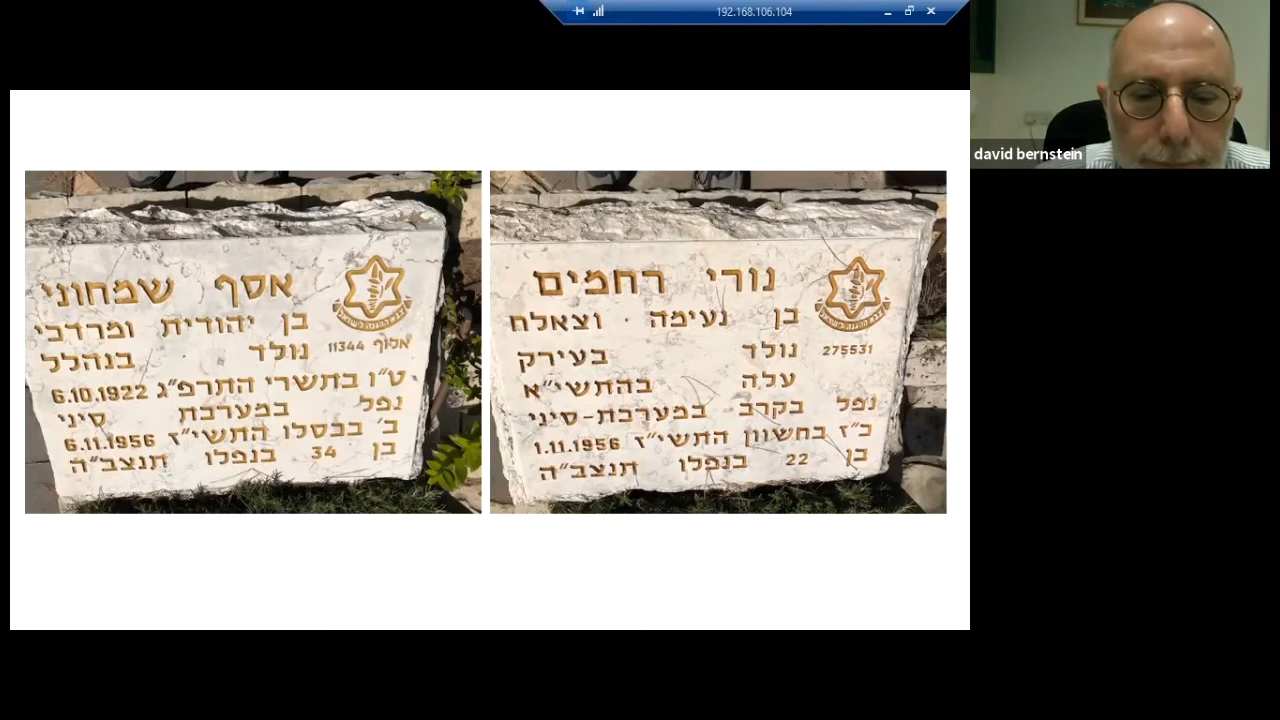 192.168.106.104
david bernstein
אסף שמחוני
בן יהודית ומרדכי
אלוף 11344 נולד בנהלל
ט"ו בתשרי התרפ"ג 6.10.1922
נפל במערכת סיני
ב' בכסלו התשי"ז 6.11.1956
בן 34 בנפלו תנצב"ה
נורי רחמים
בן נעימה וצאלח
275531 נולד בעירק
עלה בהתשי"א
נפל בקרב במערכת-סיני
כ"ז בחשוון התשי"ז 1.11.1956
בן 22 בנפלו תנצב"ה